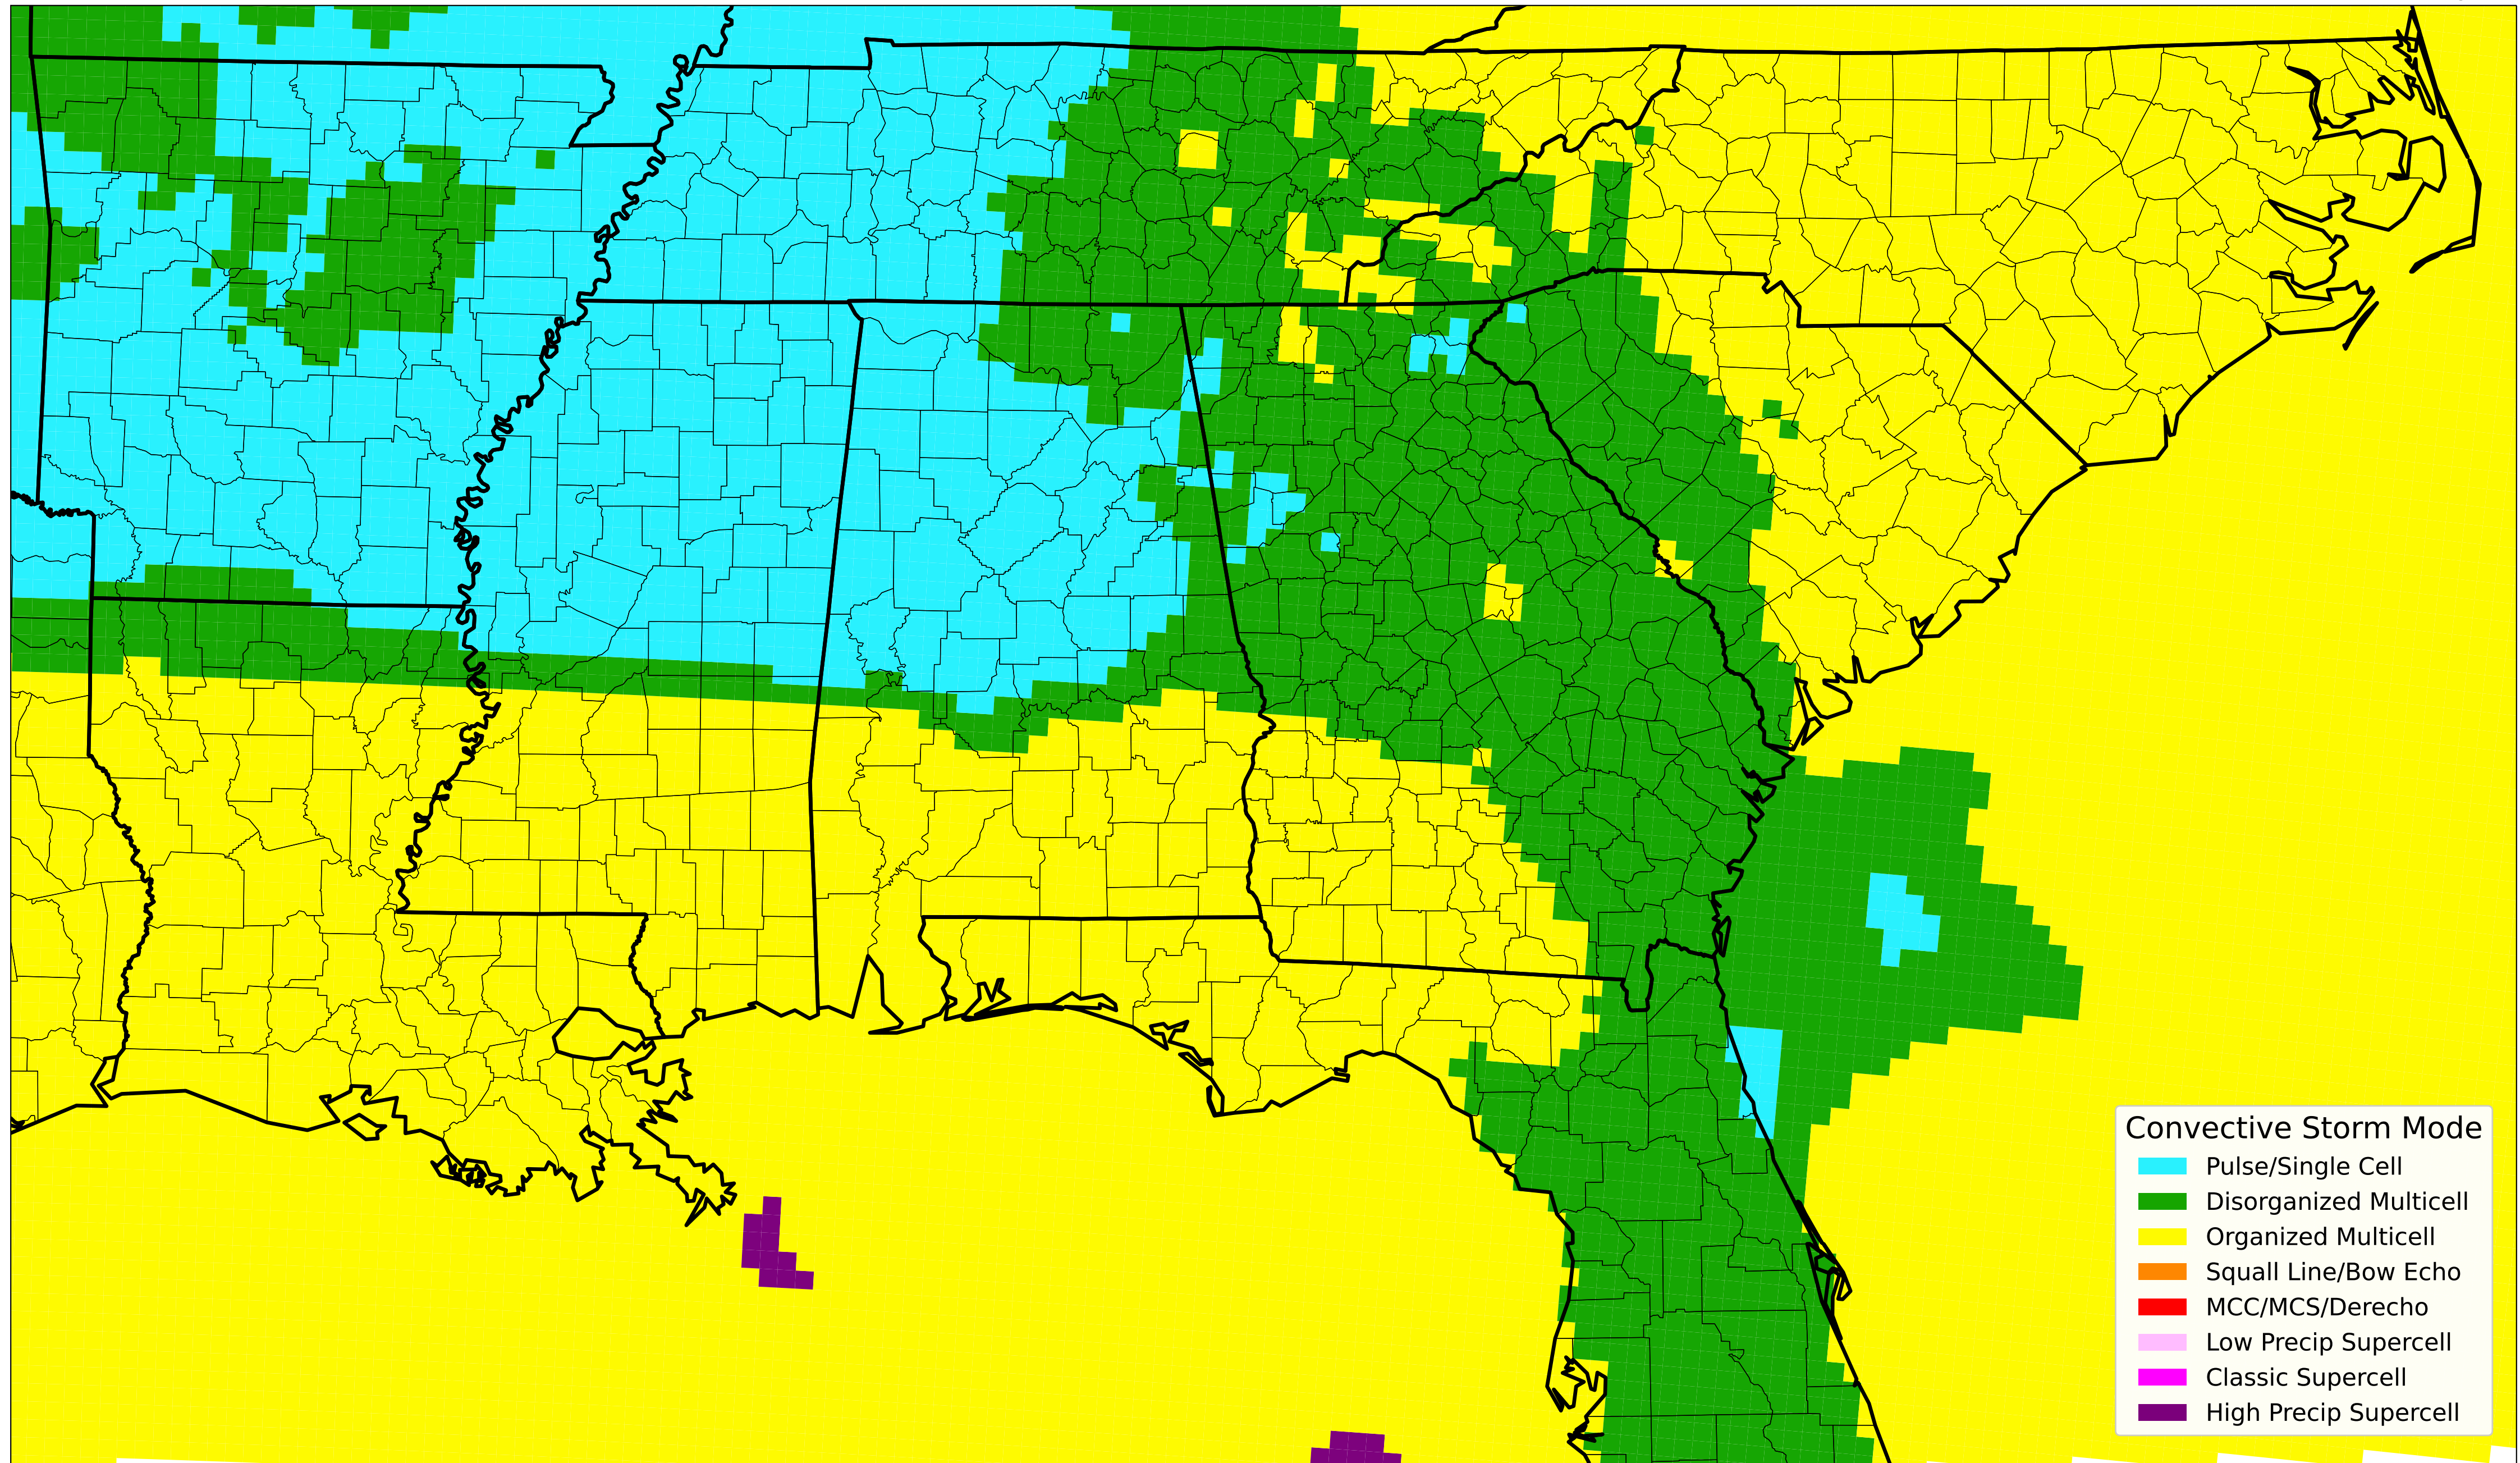 Convective Storm Mode
Pulse/Single Cell
Disorganized Multicell
Organized Multicell
Squall Line/Bow Echo
MCC/MCS/Derecho
Low Precip Supercell
Classic Supercell
High Precip Supercell